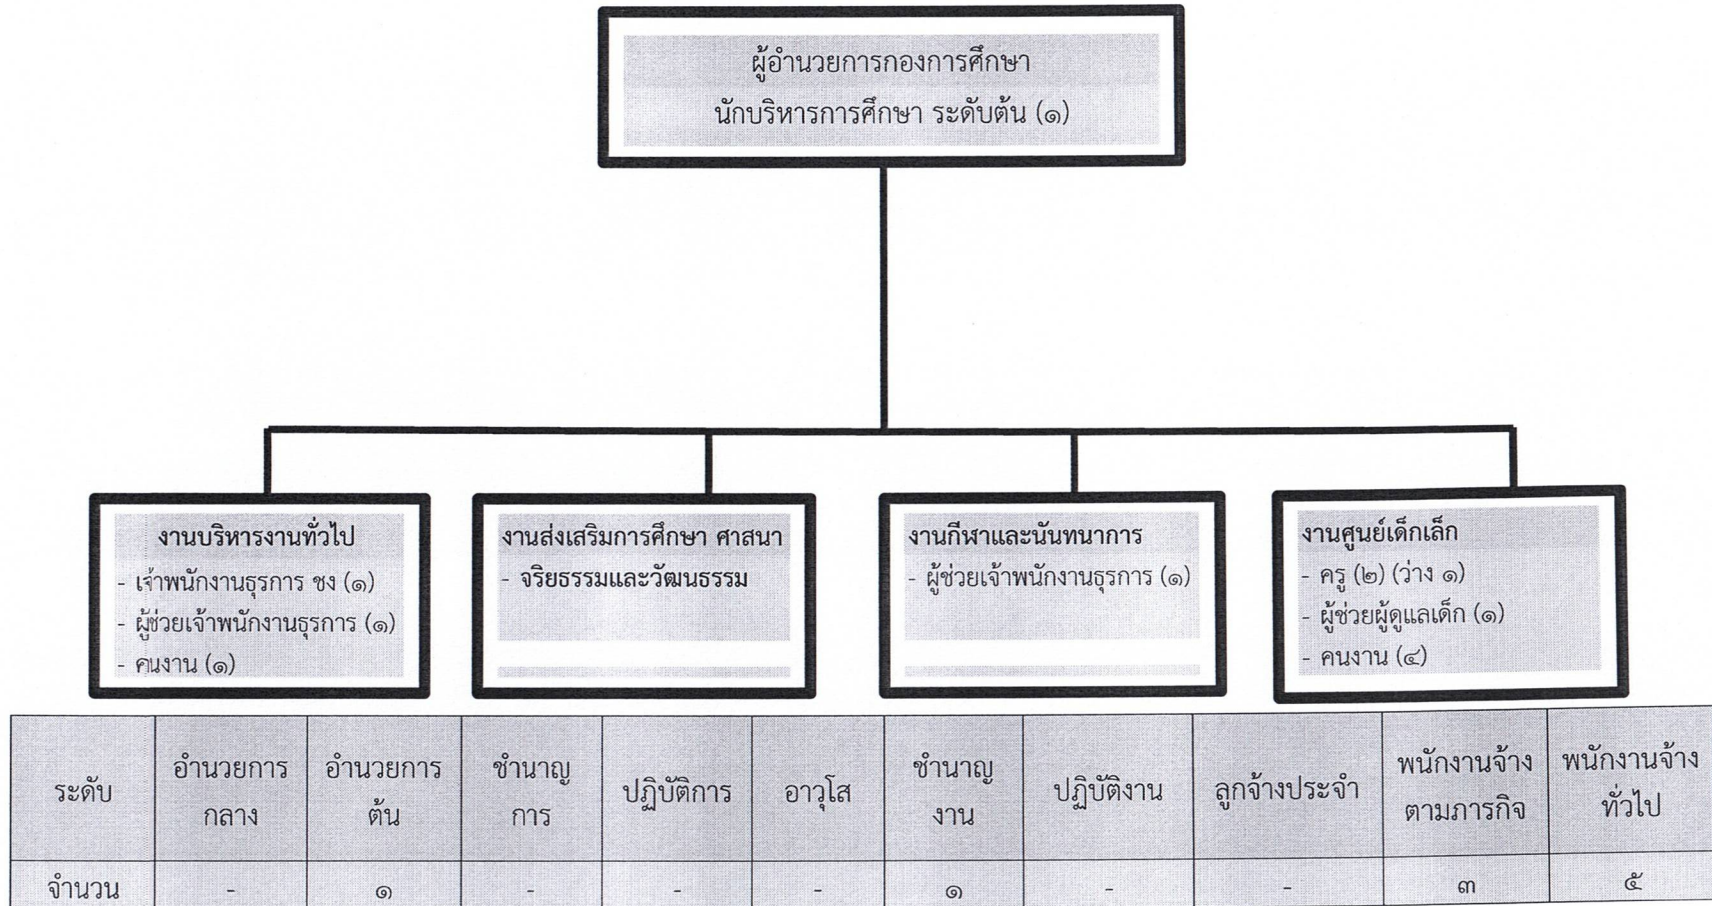 ผู้อำนวยการกองการศึกษา
นักบริหารการศึกษา ระดับต้น (๑)
งานบริหารงานทั่วไป
- เจ้าพนักงานธุรการ ชง (๑)
- ผู้ช่วยเจ้าพนักงานธุรการ (๑)
- คนงาน (๑)
งานส่งเสริมการศึกษา ศาสนา
- จริยธรรมและวัฒนธรรม
งานกีฬาและนันทนาการ
- ผู้ช่วยเจ้าพนักงานธุรการ (๑)
งานศูนย์เด็กเล็ก
- ครู (๒) (ว่าง ๑)
- ผู้ช่วยผู้ดูแลเด็ก (๑)
- คนงาน (๔)
ระดับ
อำนวยการ
กลาง
อำนวยการ
ต้น
ชำนาญ
การ
ปฏิบัติการ
อาวุโส
ชำนาญ
งาน
ปฏิบัติงาน
ลูกจ้างประจำ
พนักงานจ้าง
ตามภารกิจ
พนักงานจ้าง
ทั่วไป
จำนวน - ๑ - - - ๑ - - ๓ ๕